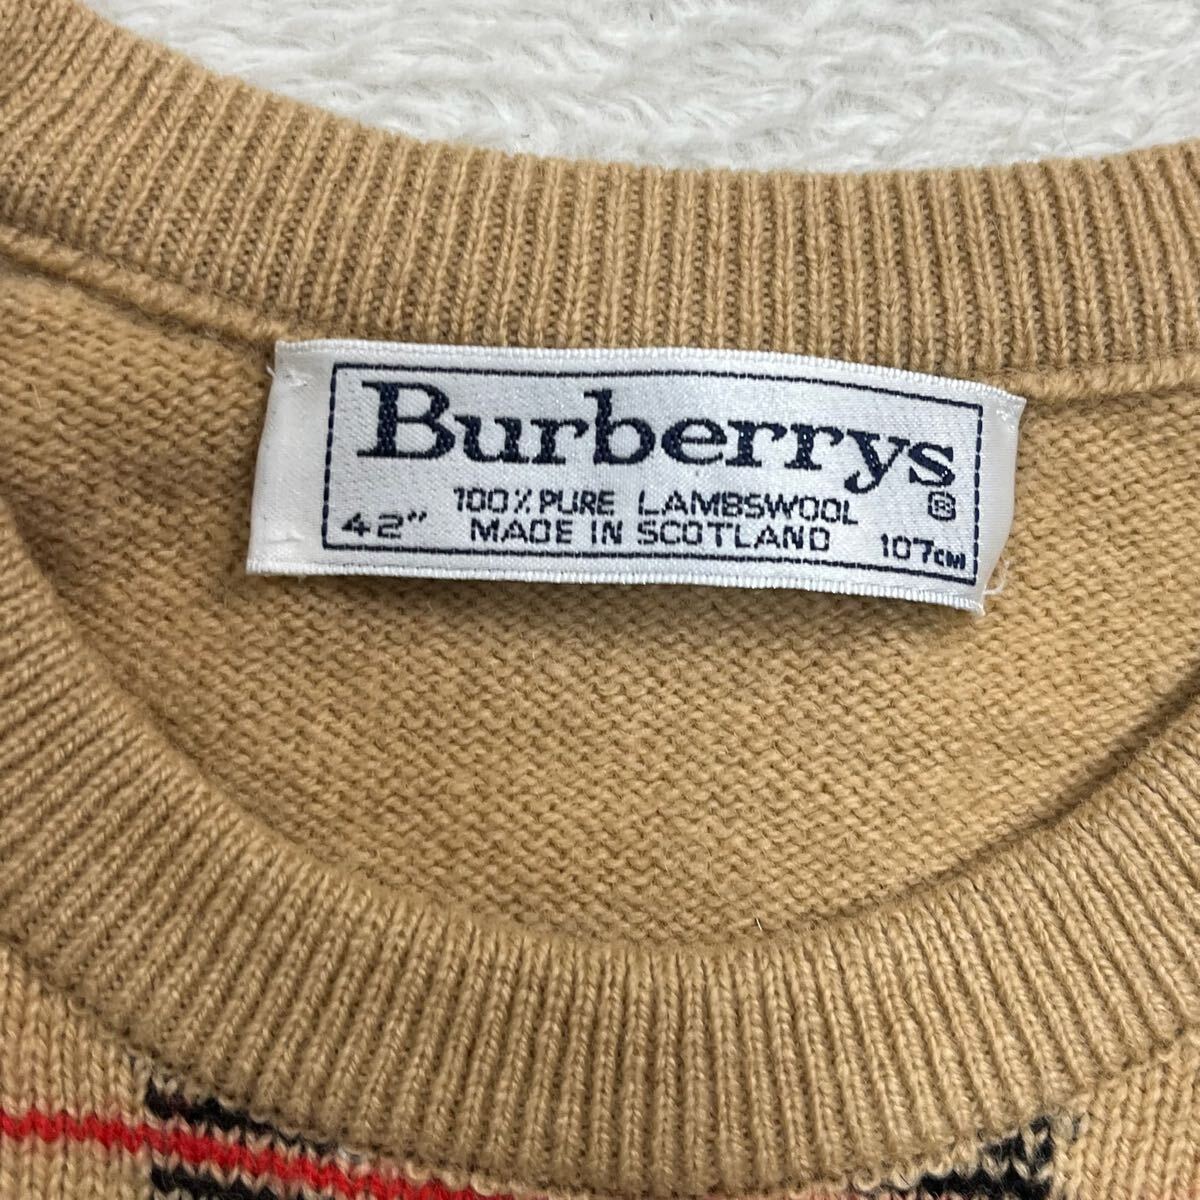 Burberrys®
100% PURE LAMBSWOOL
42" MADE IN SCOTLAND 107cm